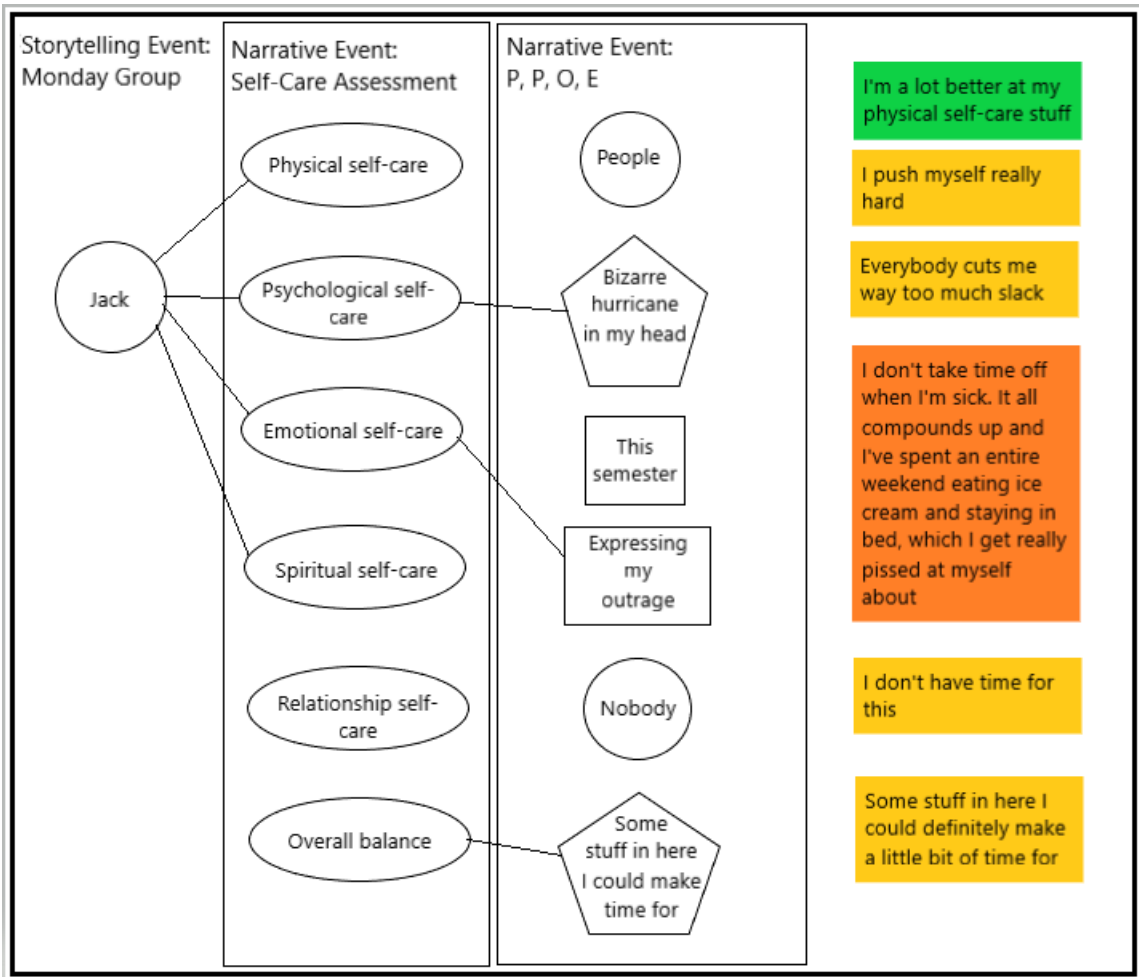 Storytelling Event:
Monday Group
Narrative Event:
Self-Care Assessment
Narrative Event:
P, P, O, E
Jack
Physical self-care
Psychological self-
care
Emotional self-care
Spiritual self-care
Relationship self-
care
Overall balance
People
Bizarre
hurricane
in my head
This
semester
Expressing
my
outrage
Nobody
Some
stuff in here
I could make
time for
I'm a lot better at my
physical self-care stuff
I push myself really
hard
Everybody cuts me
way too much slack
I don't take time off
when I'm sick. It all
compounds up and
I've spent an entire
weekend eating ice
cream and staying in
bed, which I get really
pissed at myself
about
I don't have time for
this
Some stuff in here I
could definitely make
a little bit of time for